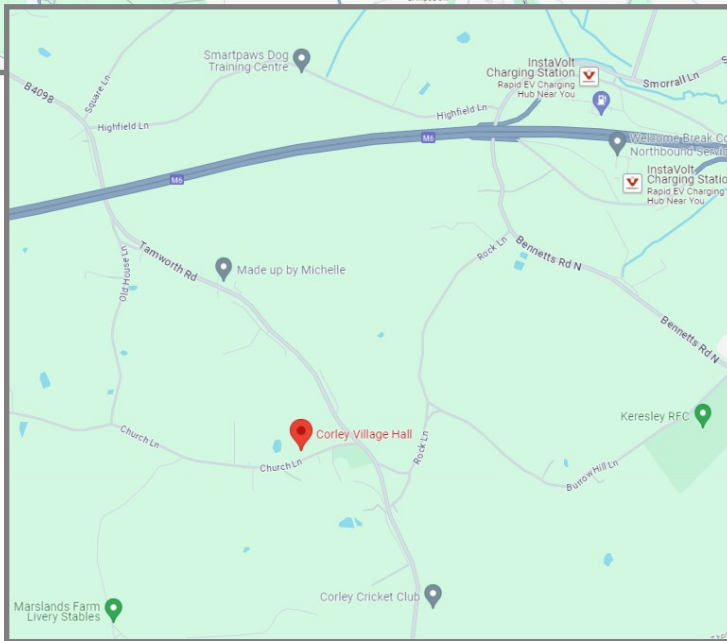 B4098
Square Ln
Highfield Ln
Smartpaws Dog
Training Centre
Highfield Ln
InstaVolt
Charging Station
Rapid EV Charging
Hub Near You
Smorrall Ln
M6
M6
Welcome Break Co
Northbound Servi
InstaVolt
Charging Statio
Rapid EV Charging
Hub Near You
Old House Ln
Tamworth Rd
Made up by Michelle
Rock Ln
Bennetts Rd N
Bennetts Rd N
Keresley RFC
Church Ln
Corley Village Hall
Church Ln
Rock Ln
Burrow Hill Ln
Corley Cricket Club
Marslands Farm
Livery Stables